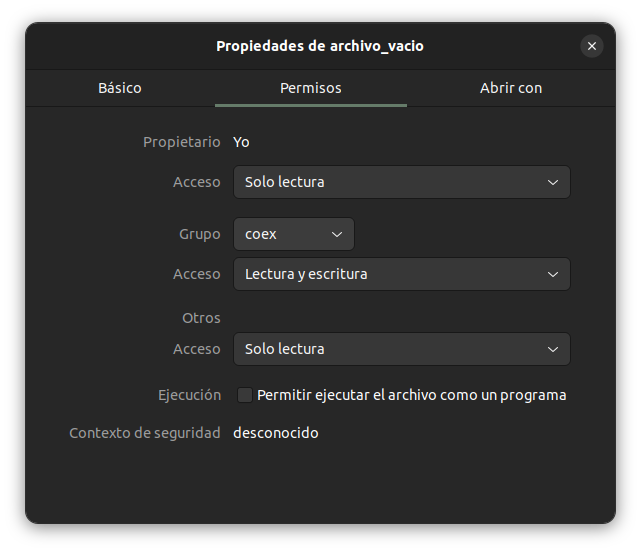 Propiedades de archivo_vacio
Básico Permisos Abrir con
Propietario Yo
Acceso Solo lectura
Grupo coex
Acceso Lectura y escritura
Otros
Acceso Solo lectura
Ejecución Permitir ejecutar el archivo como un programa
Contexto de seguridad desconocido